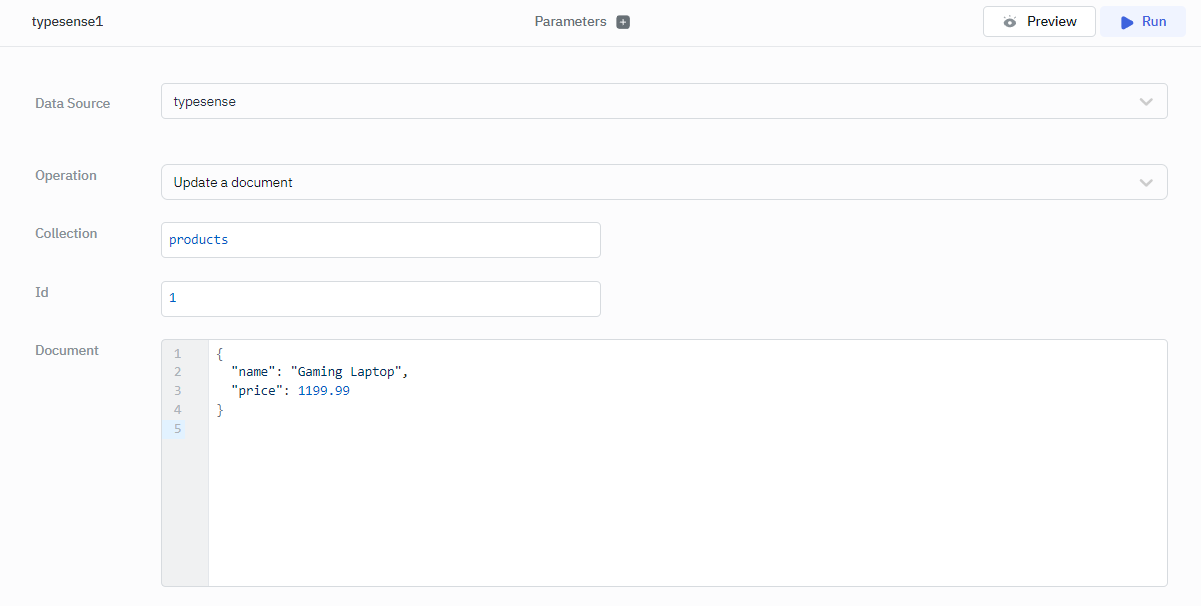 typesense1
Parameters
Preview
Run
Data Source
typesense
Operation
Update a document
Collection
products
Id
1
Document
1 {
2 "name": "Gaming Laptop",
3 "price": 1199.99
4 }
5